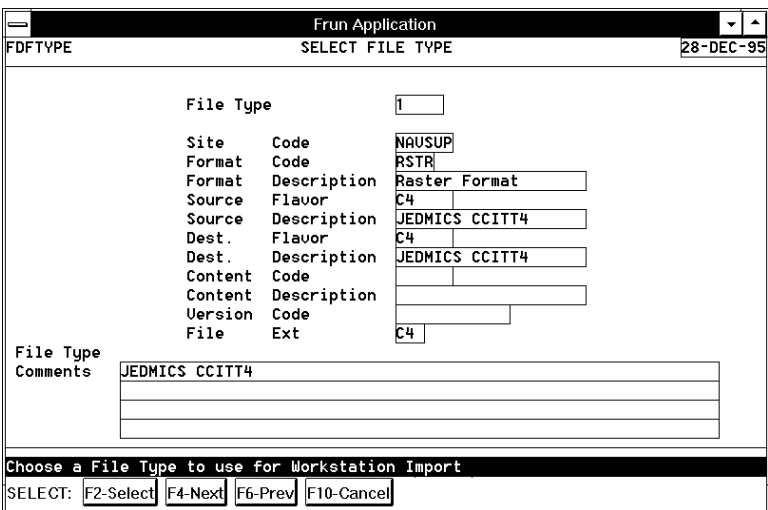 Frun Application
FDFTYPE SELECT FILE TYPE 28-DEC-95
File Type 1
Site Code NAVSUP
Format Code RSTR
Format Description Raster Format
Source Flavor C4
Source Description JEDMICS CCITT4
Dest. Flavor C4
Dest. Description JEDMICS CCITT4
Content Code
Content Description
Version Code
File Ext C4
File Type
Comments JEDMICS CCITT4
Choose a File Type to use for Workstation Import
SELECT: F2-Select F4-Next F6-Prev F10-Cancel